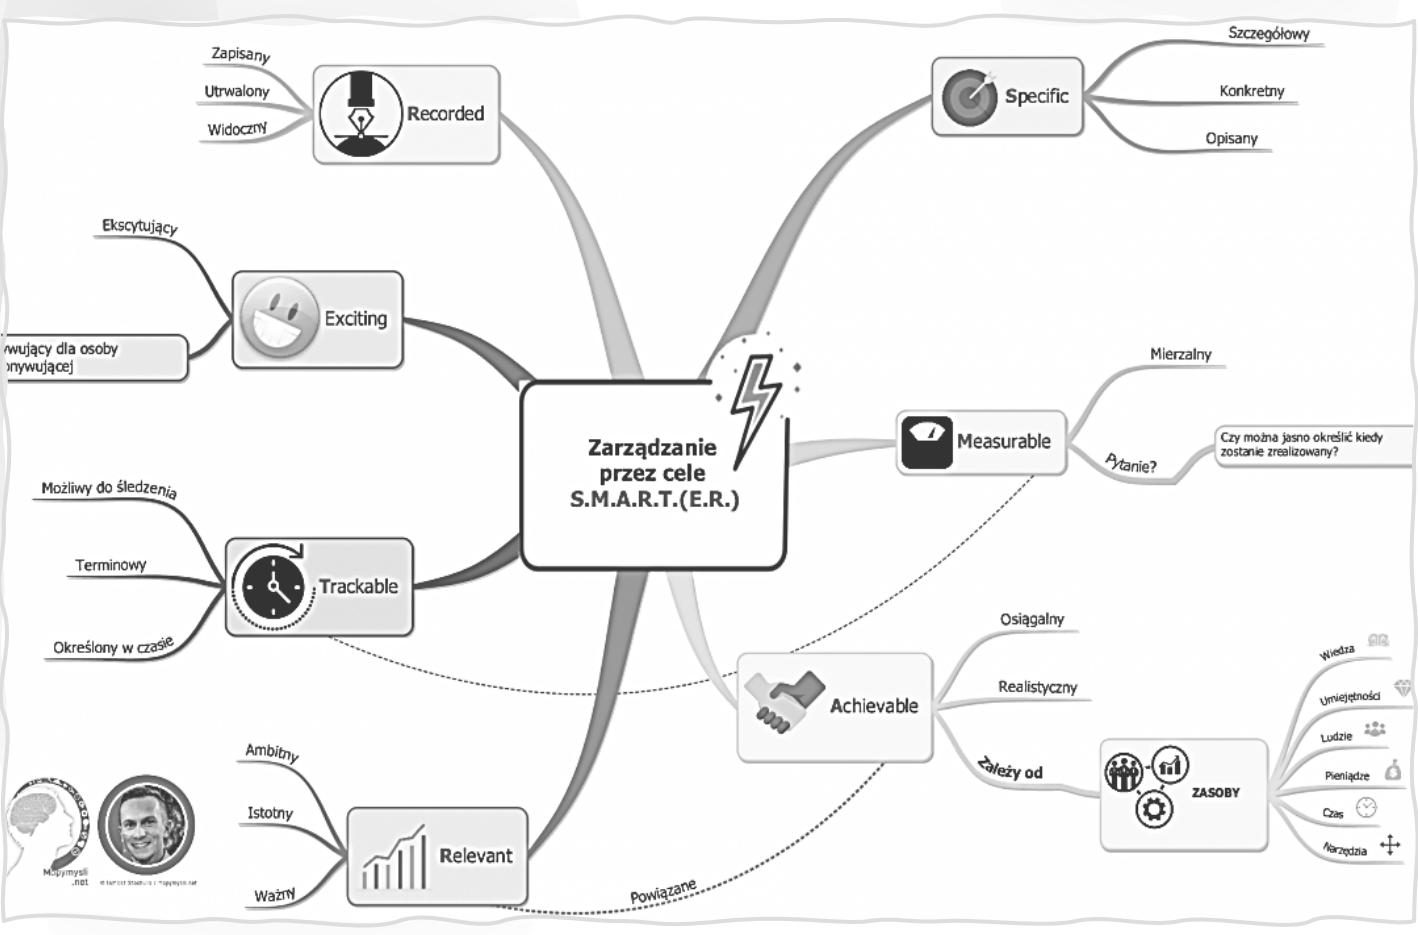 Zarządzanie
przez cele
S.M.A.R.T.(E.R.)
Specific
Szczegółowy
Konkretny
Opisany
Measurable
Mierzalny
Pytanie?
Czy można jasno określić kiedy
zostanie zrealizowany?
Achievable
Osiągalny
Realistyczny
Zależy od
ZASOBY
Wiedza
Umiejętności
Ludzie
Pieniądze
Czas
Narzędzia
Powiązane
Relevant
Ambitny
Istotny
Ważny
Trackable
Możliwy do śledzenia
Terminowy
Określony w czasie
Exciting
Ekscytujący
ywujący dla osoby
onywującej
Recorded
Zapisany
Utrwalony
Widoczny
Mapymysli
.net